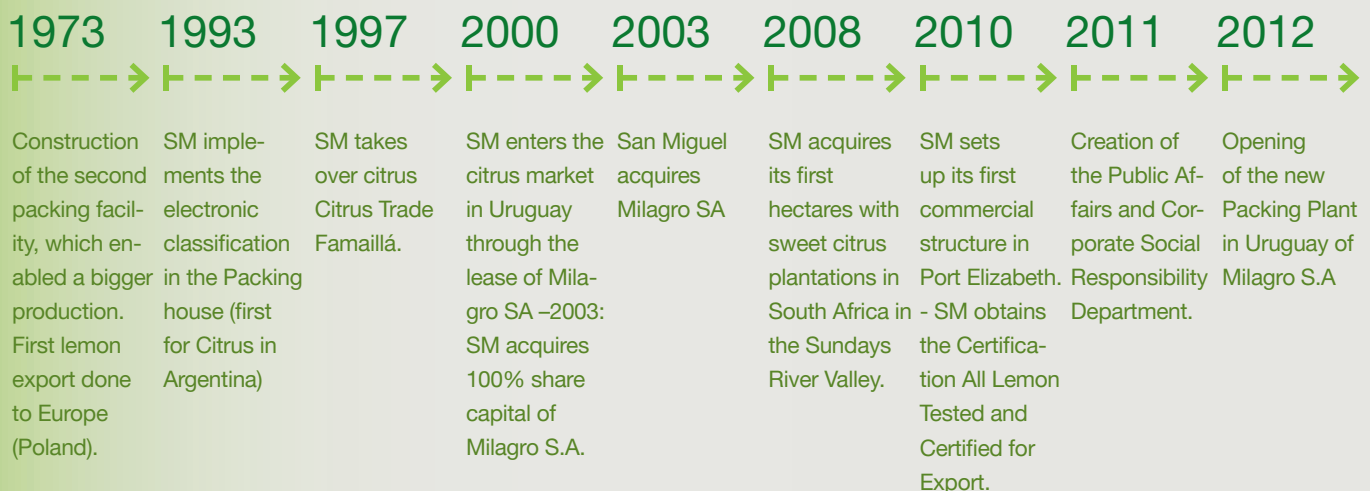 1973
Construction
of the second
packing facil-
ity, which en-
abled a bigger
production.
First lemon
export done
to Europe
(Poland).
1993
SM imple-
ments the
electronic
classification
in the Packing
house (first
for Citrus in
Argentina)
1997
SM takes
over citrus
Citrus Trade
Famaillá.
2000
SM enters the
citrus market
in Uruguay
through the
lease of Mila-
gro SA –2003:
SM acquires
100% share
capital of
Milagro S.A.
2003
San Miguel
acquires
Milagro SA
2008
SM acquires
its first
hectares with
sweet citrus
plantations in
South Africa in
the Sundays
River Valley.
2010
SM sets
up its first
commercial
structure in
Port Elizabeth.
- SM obtains
the Certifica-
tion All Lemon
Tested and
Certified for
Export.
2011
Creation of
the Public Af-
fairs and Cor-
porate Social
Responsibility
Department.
2012
Opening
of the new
Packing Plant
in Uruguay of
Milagro S.A